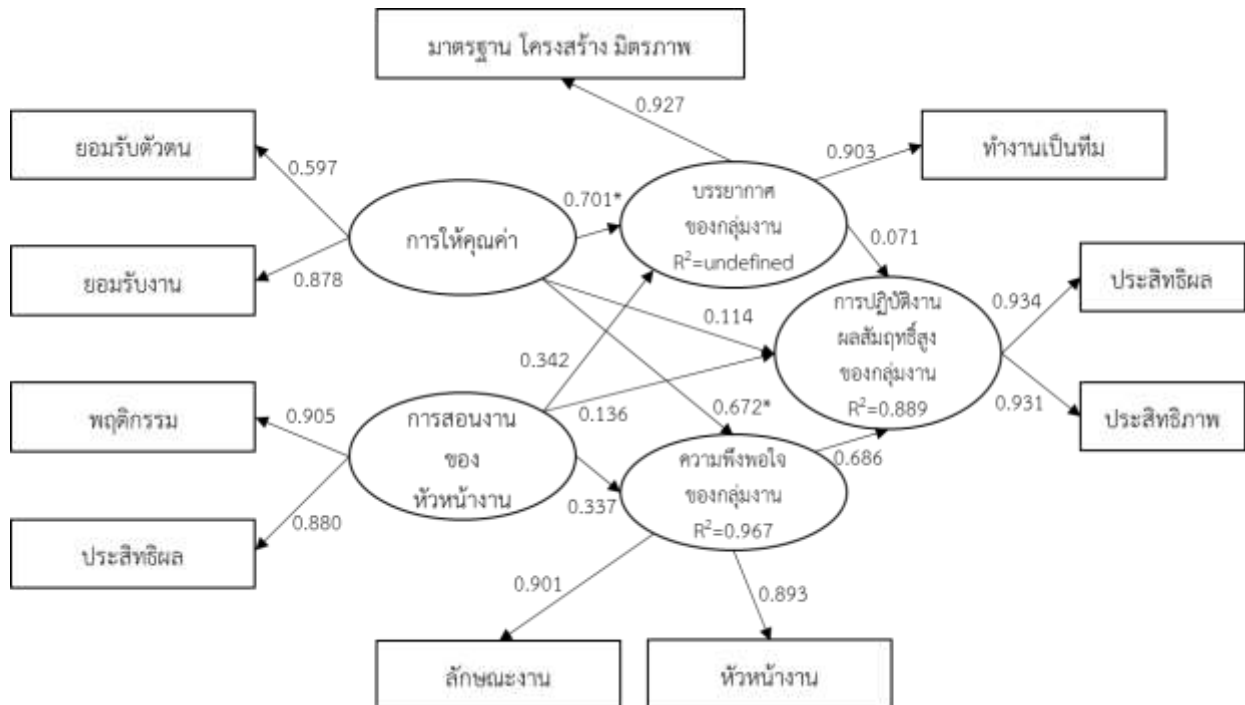 มาตรฐาน โครงสร้าง มิตรภาพ
0.927
ยอมรับตัวตน
0.597
0.903
ทำงานเป็นทีม
0.701*
บรรยากาศ
ของกลุ่มงาน
R²=undefined
การให้คุณค่า
0.071
ยอมรับงาน
0.878
ประสิทธิผล
0.934
การปฏิบัติงาน
ผลสัมฤทธิ์สูง
ของกลุ่มงาน
R²=0.889
0.114
0.342
0.136
0.672*
0.931
ประสิทธิภาพ
พฤติกรรม
0.905
การสอนงาน
ของ
หัวหน้างาน
0.686
ความพึงพอใจ
ของกลุ่มงาน
R²=0.967
0.337
0.880
ประสิทธิผล
0.901
0.893
ลักษณะงาน
หัวหน้างาน